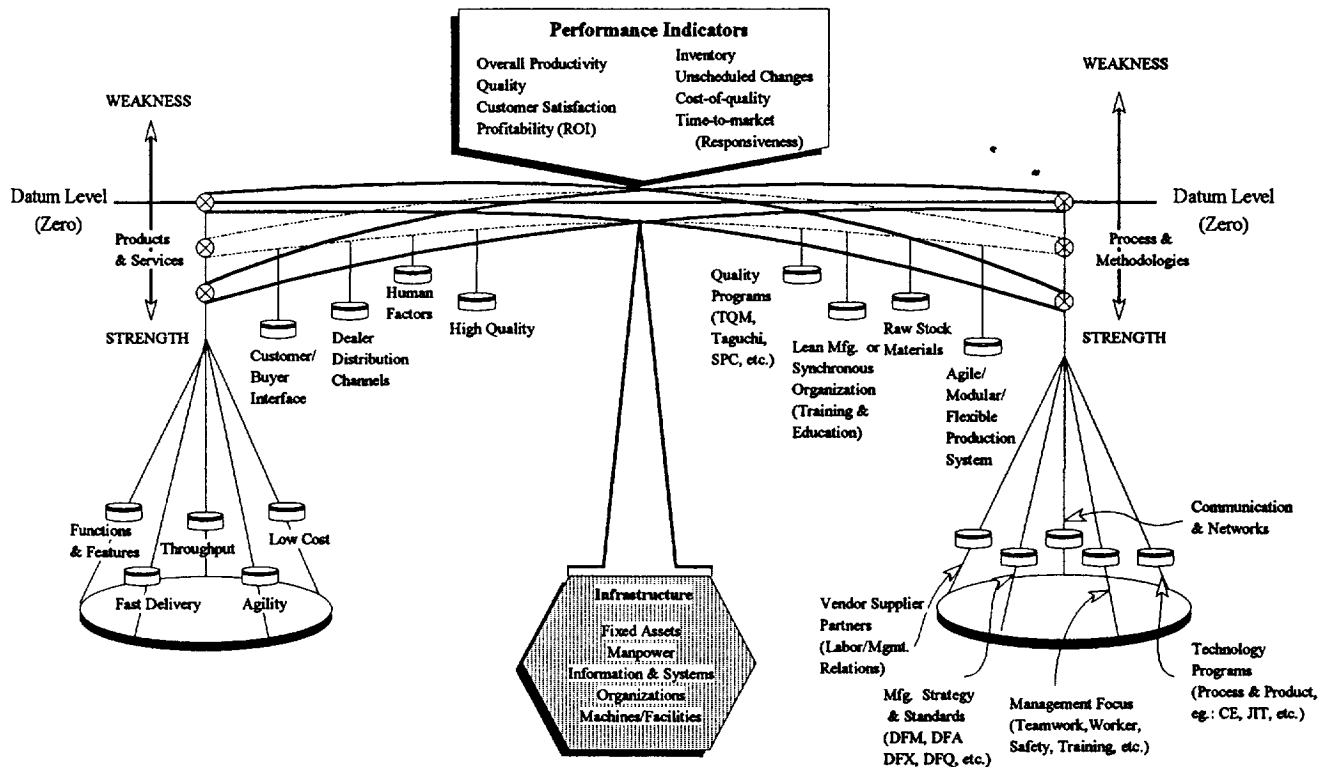 Performance Indicators
Overall Productivity
Quality
Customer Satisfaction
Profitability (ROI)
Inventory
Unscheduled Changes
Cost-of-quality
Time-to-market
(Responsiveness)
WEAKNESS
Datum Level
(Zero)
Products
& Services
STRENGTH
WEAKNESS
Datum Level
(Zero)
Process &
Methodologies
STRENGTH
Customer/
Buyer
Interface
Dealer
Distribution
Channels
Human
Factors
High Quality
Quality
Programs
(TQM,
Taguchi,
SPC, etc.)
Lean Mfg. or
Synchronous
Organization
(Training &
Education)
Raw Stock
Materials
Agile/
Modular/
Flexible
Production
System
Functions
& Features
Throughput
Low Cost
Fast Delivery
Agility
Infrastructure
Fixed Assets
Manpower
Information & Systems
Organizations
Machines/Facilities
Communication
& Networks
Vendor Supplier
Partners
(Labor/Mgmt.
Relations)
Mfg. Strategy
& Standards
(DFM, DFA
DFX, DFQ, etc.)
Management Focus
(Teamwork,Worker,
Safety, Training, etc.)
Technology
Programs
(Process & Product,
eg.: CE, JIT, etc.)